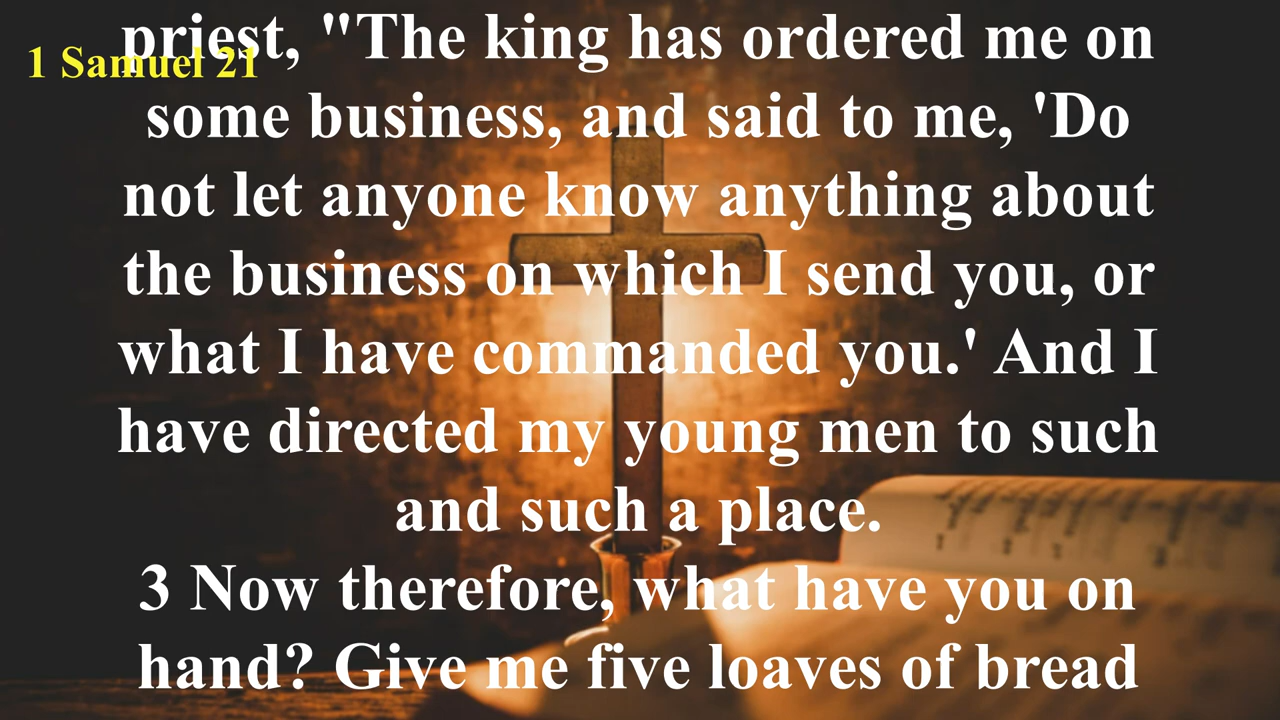 1 Samuel 21
priest, "The king has ordered me on
some business, and said to me, 'Do
not let anyone know anything about
the business on which I send you, or
what I have commanded you.' And I
have directed my young men to such
and such a place.
3 Now therefore, what have you on
hand? Give me five loaves of bread